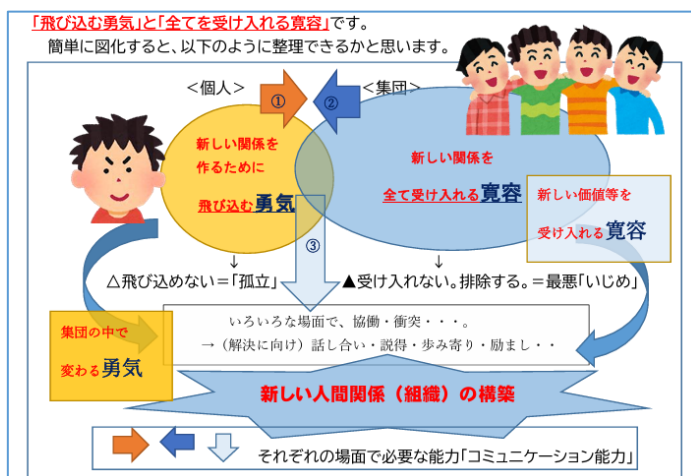 「飛び込む勇気」と「全てを受け入れる寛容」です。
簡単に図化すると、以下のように整理できるかと思います。
＜個人＞
①
②
＜集団＞
新しい関係を
作るために
飛び込む勇気
新しい関係を
全て受け入れる寛容
新しい価値等を
受け入れる寛容
③
↓
↓
△飛び込めない＝「孤立」
▲受け入れない。排除する。＝最悪「いじめ」
集団の中で
変わる勇気
いろいろな場面で、協働・衝突・・・。
→（解決に向け）話し合い・説得・歩み寄り・励まし・・
新しい人間関係（組織）の構築
それぞれの場面で必要な能力「コミュニケーション能力」